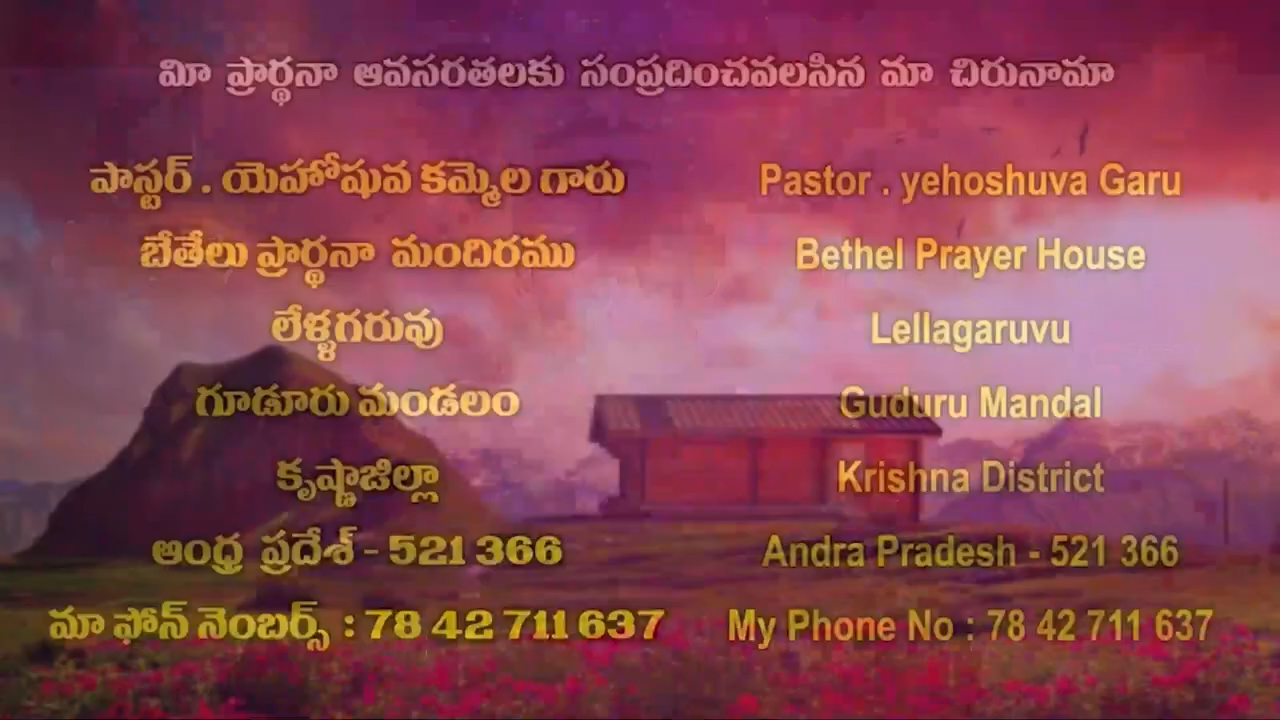 మీ ప్రార్థనా ఆవసరతలకు సంప్రదించవలసిన మా చిరునామా
పాస్టర్ . యెహోషువ కమ్మెల గారు
బేతేలు ప్రార్థనా మందిరము
లేళ్ళగరువు
గూడూరు మండలం
కృష్ణాజిల్లా
ఆంధ్ర ప్రదేశ్ - 521 366
మా ఫోన్ నెంబర్స్ : 78 42 711 637
Pastor . yehoshuva Garu
Bethel Prayer House
Lellagaruvu
Guduru Mandal
Krishna District
Andra Pradesh - 521 366
My Phone No : 78 42 711 637